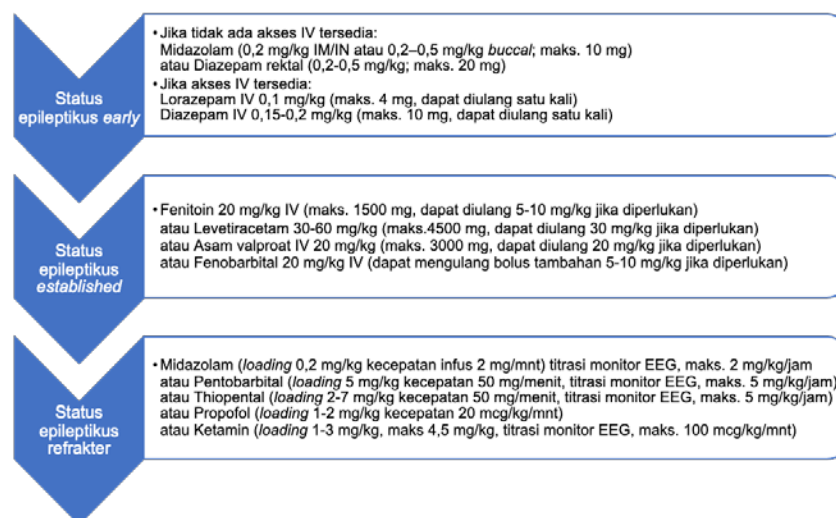 Status
epileptikus early
• Jika tidak ada akses IV tersedia:
Midazolam (0,2 mg/kg IM/IN atau 0,2–0,5 mg/kg buccal; maks. 10 mg)
atau Diazepam rektal (0,2-0,5 mg/kg; maks. 20 mg)
• Jika akses IV tersedia:
Lorazepam IV 0,1 mg/kg (maks. 4 mg, dapat diulang satu kali)
Diazepam IV 0,15-0,2 mg/kg (maks. 10 mg, dapat diulang satu kali)
Status
epileptikus
established
• Fenitoin 20 mg/kg IV (maks. 1500 mg, dapat diulang 5-10 mg/kg jika diperlukan)
atau Levetiracetam 30-60 mg/kg (maks.4500 mg, dapat diulang 30 mg/kg jika diperlukan)
atau Asam valproat IV 20 mg/kg (maks. 3000 mg, dapat diulang 20 mg/kg jika diperlukan)
atau Fenobarbital 20 mg/kg IV (dapat mengulang bolus tambahan 5-10 mg/kg jika diperlukan)
Status
epileptikus
refrakter
• Midazolam (loading 0,2 mg/kg kecepatan infus 2 mg/mnt) titrasi monitor EEG, maks. 2 mg/kg/jam
atau Pentobarbital (loading 5 mg/kg kecepatan 50 mg/menit, titrasi monitor EEG, maks. 5 mg/kg/jam)
atau Thiopental (loading 2-7 mg/kg kecepatan 50 mg/menit, titrasi monitor EEG, maks. 5 mg/kg/jam)
atau Propofol (loading 1-2 mg/kg kecepatan 20 mcg/kg/mnt)
atau Ketamin (loading 1-3 mg/kg, maks 4,5 mg/kg, titrasi monitor EEG, maks. 100 mcg/kg/mnt)